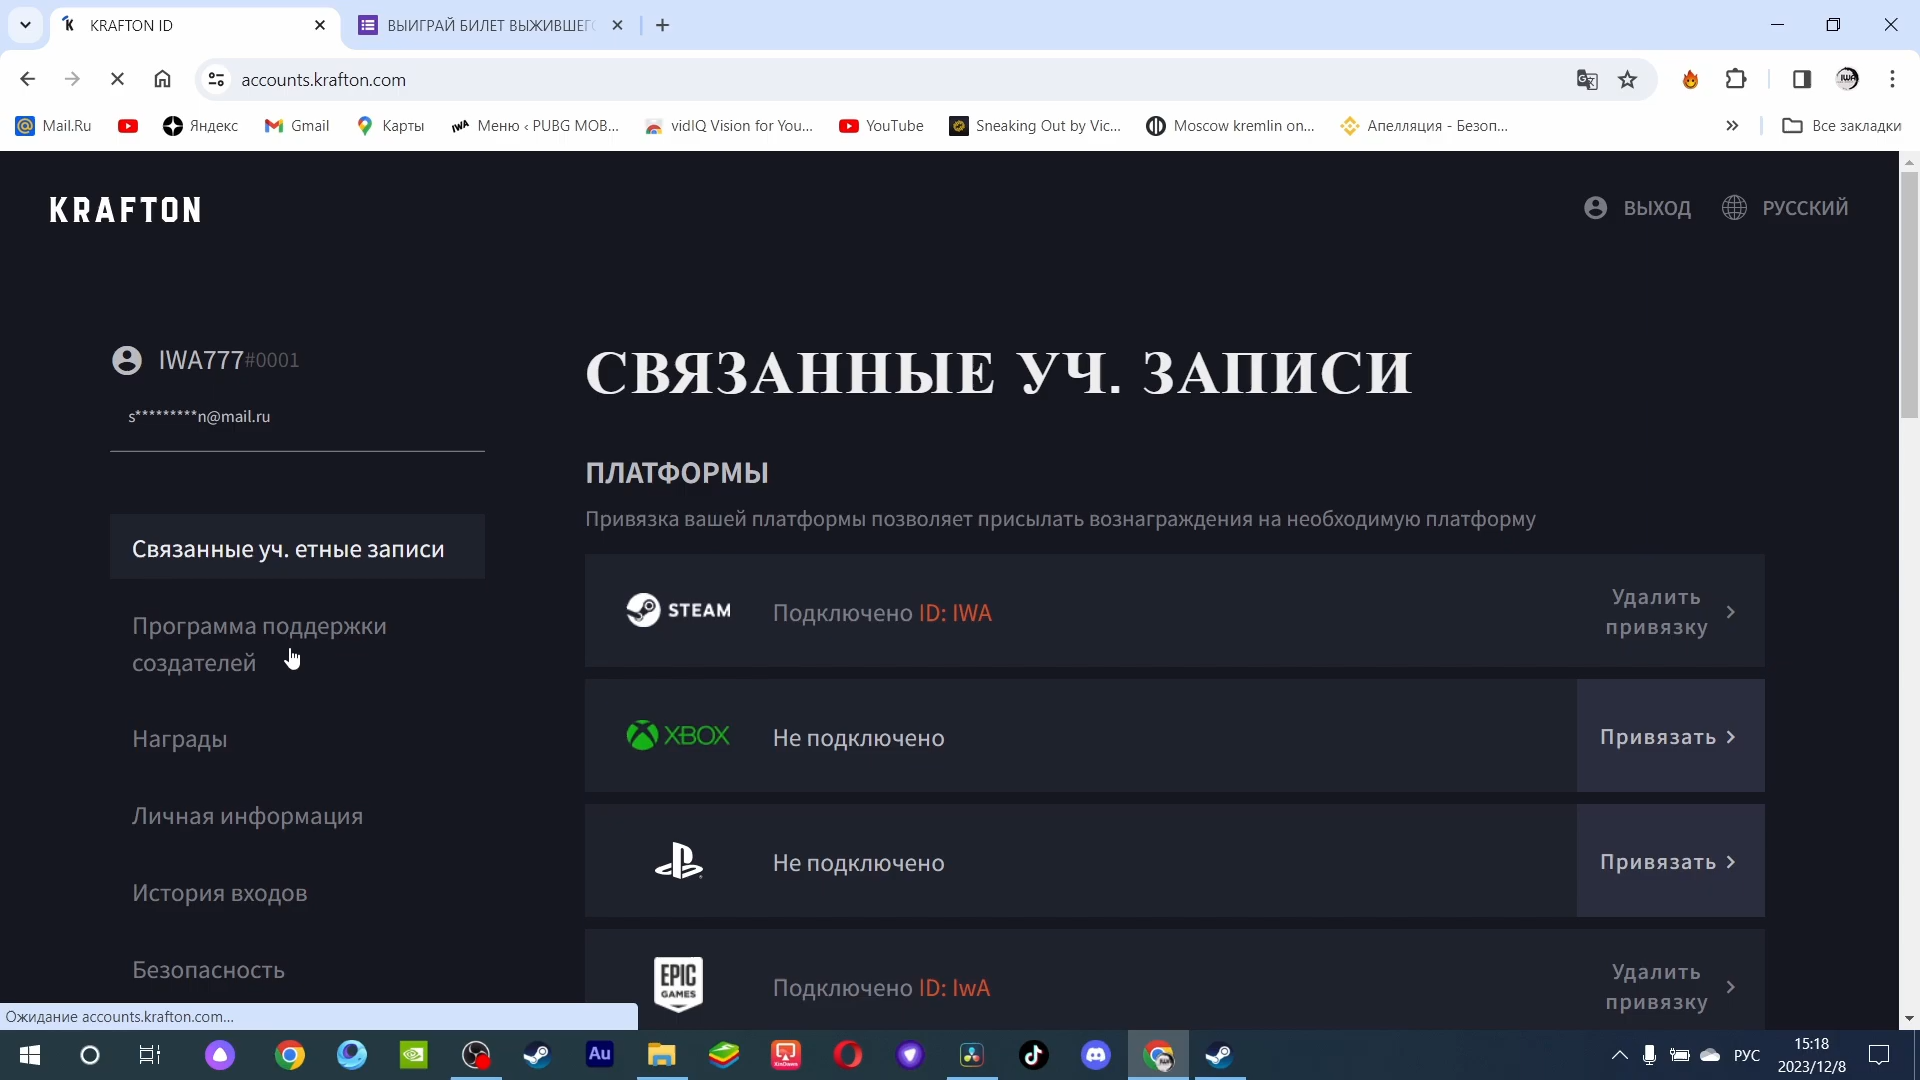 KRAFTON ID
ВЫИГРАЙ БИЛЕТ ВЫЖИВШЕГО
accounts.krafton.com
Mail.Ru
Яндекс
Gmail
Карты
Меню ‹ PUBG MOB...
vidIQ Vision for You...
YouTube
Sneaking Out by Vic...
Moscow kremlin on...
Апелляция - Безоп...
Все закладки
KRAFTON
ВЫХОД
РУССКИЙ
IWA777#0001
s*********n@mail.ru
Связанные уч. етные записи
Программа поддержки
создателей
Награды
Личная информация
История входов
Безопасность
СВЯЗАННЫЕ УЧ. ЗАПИСИ
ПЛАТФОРМЫ
Привязка вашей платформы позволяет присылать вознаграждения на необходимую платформу
STEAM
Подключено ID: IWA
Удалить
привязку
XBOX
Не подключено
Привязать
Не подключено
Привязать
EPIC
GAMES
Подключено ID: IwA
Удалить
привязку
Ожидание accounts.krafton.com...
Au
РУС
15:18
2023/12/8